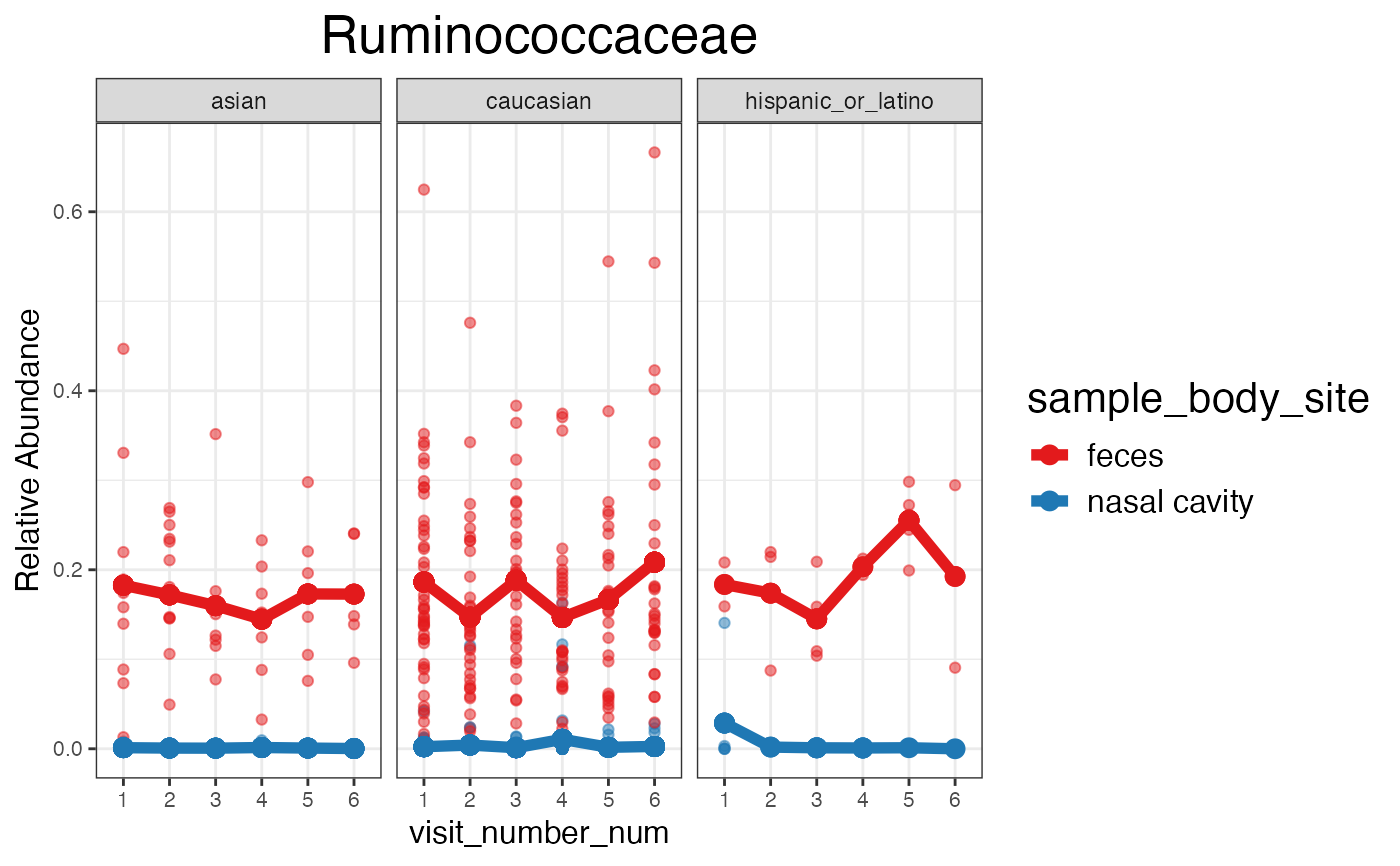 Ruminococcaceae
asian caucasian hispanic_or_latino
0.6
0.4
0.2
0.0
Relative Abundance
1 2 3 4 5 6 1 2 3 4 5 6 1 2 3 4 5 6
visit_number_num
sample_body_site
feces
nasal cavity